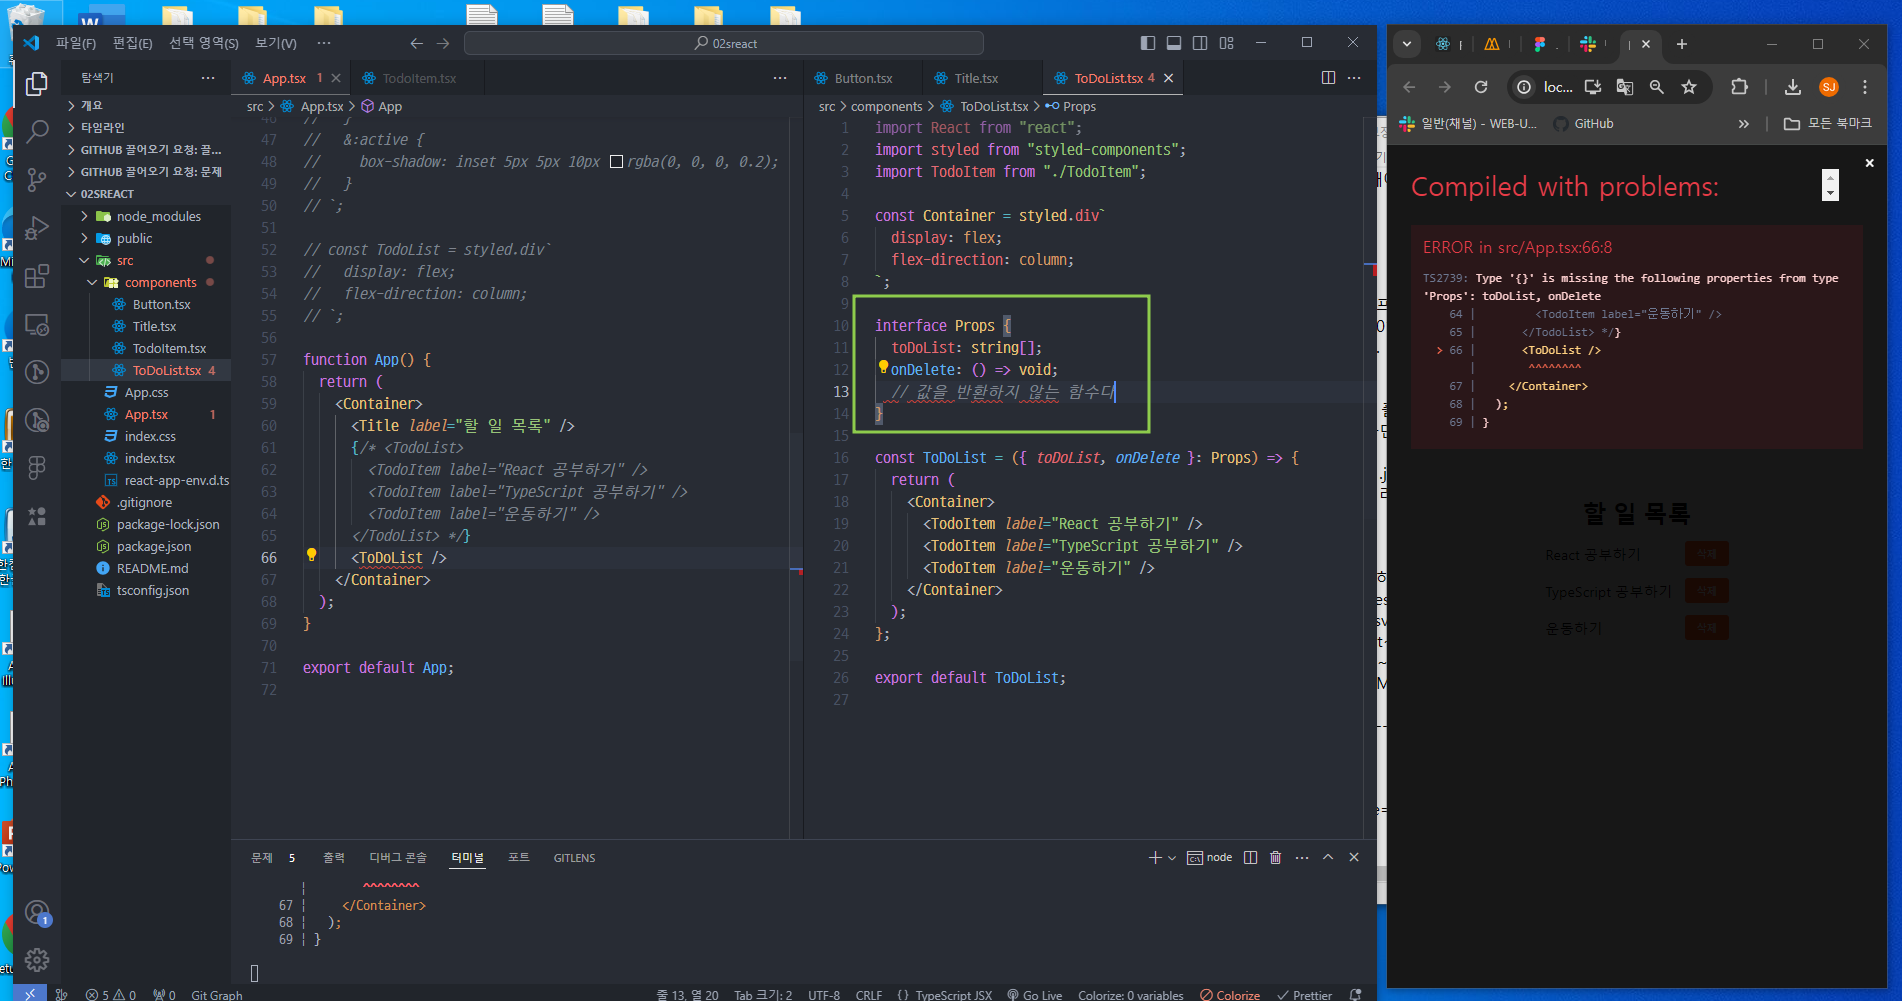 파일(F) 편집(E) 선택 영역(S) 보기(V) ···
02sreact
탐색기
개요
타임라인
GITHUB 끌어오기 요청: 끌...
GITHUB 끌어오기 요청: 문제
02SREACT
node_modules
public
src
components
Button.tsx
Title.tsx
TodoItem.tsx
ToDoList.tsx 4
App.css
App.tsx 1
index.css
index.tsx
react-app-env.d.ts
.gitignore
package-lock.json
package.json
README.md
tsconfig.json
App.tsx 1 TodoItem.tsx
src > App.tsx > App
46 // }
47 // &:active {
48 // box-shadow: inset 5px 5px 10px rgba(0, 0, 0, 0.2);
49 // }
50 // `;
51
52 // const TodoList = styled.div`
53 // display: flex;
54 // flex-direction: column;
55 // `;
56
57 function App() {
58 return (
59 <Container>
60 <Title label="할 일 목록" />
61 {/* <TodoList>
62 <TodoItem label="React 공부하기" />
63 <TodoItem label="TypeScript 공부하기" />
64 <TodoItem label="운동하기" />
65 </TodoList> */}
66 <ToDoList />
67 </Container>
68 );
69 }
70
71 export default App;
72
Button.tsx Title.tsx ToDoList.tsx 4
src > components > ToDoList.tsx > Props
1 import React from "react";
2 import styled from "styled-components";
3 import TodoItem from "./TodoItem";
4
5 const Container = styled.div`
6 display: flex;
7 flex-direction: column;
8 `;
9
10 interface Props {
11 toDoList: string[];
12 onDelete: () => void;
13 // 값을 반환하지 않는 함수다
14 }
15
16 const ToDoList = ({ toDoList, onDelete }: Props) => {
17 return (
18 <Container>
19 <TodoItem label="React 공부하기" />
20 <TodoItem label="TypeScript 공부하기" />
21 <TodoItem label="운동하기" />
22 </Container>
23 );
24 };
25
26 export default ToDoList;
27
문제 5 출력 디버그 콘솔 터미널 포트 GITLENS
node
^^^^^^^^
67 </Container>
68 );
69 }
5 0 0 Git Graph
줄 13, 열 20 Tab 크기: 2 UTF-8 CRLF {} TypeScript JSX Go Live Colorize: 0 variables Colorize Prettier
loc...
SJ
일반(채널) - WEB-U... GitHub » 모든 북마크
Compiled with problems:
ERROR in src/App.tsx:66:8
TS2739: Type '{}' is missing the following properties from type
'Props': toDoList, onDelete
64 | <TodoItem label="운동하기" />
65 | </TodoList> */}
> 66 | <ToDoList />
| ^^^^^^^^
67 | </Container>
68 | );
69 | }
할 일 목록
React 공부하기 삭제
TypeScript 공부하기 삭제
운동하기 삭제